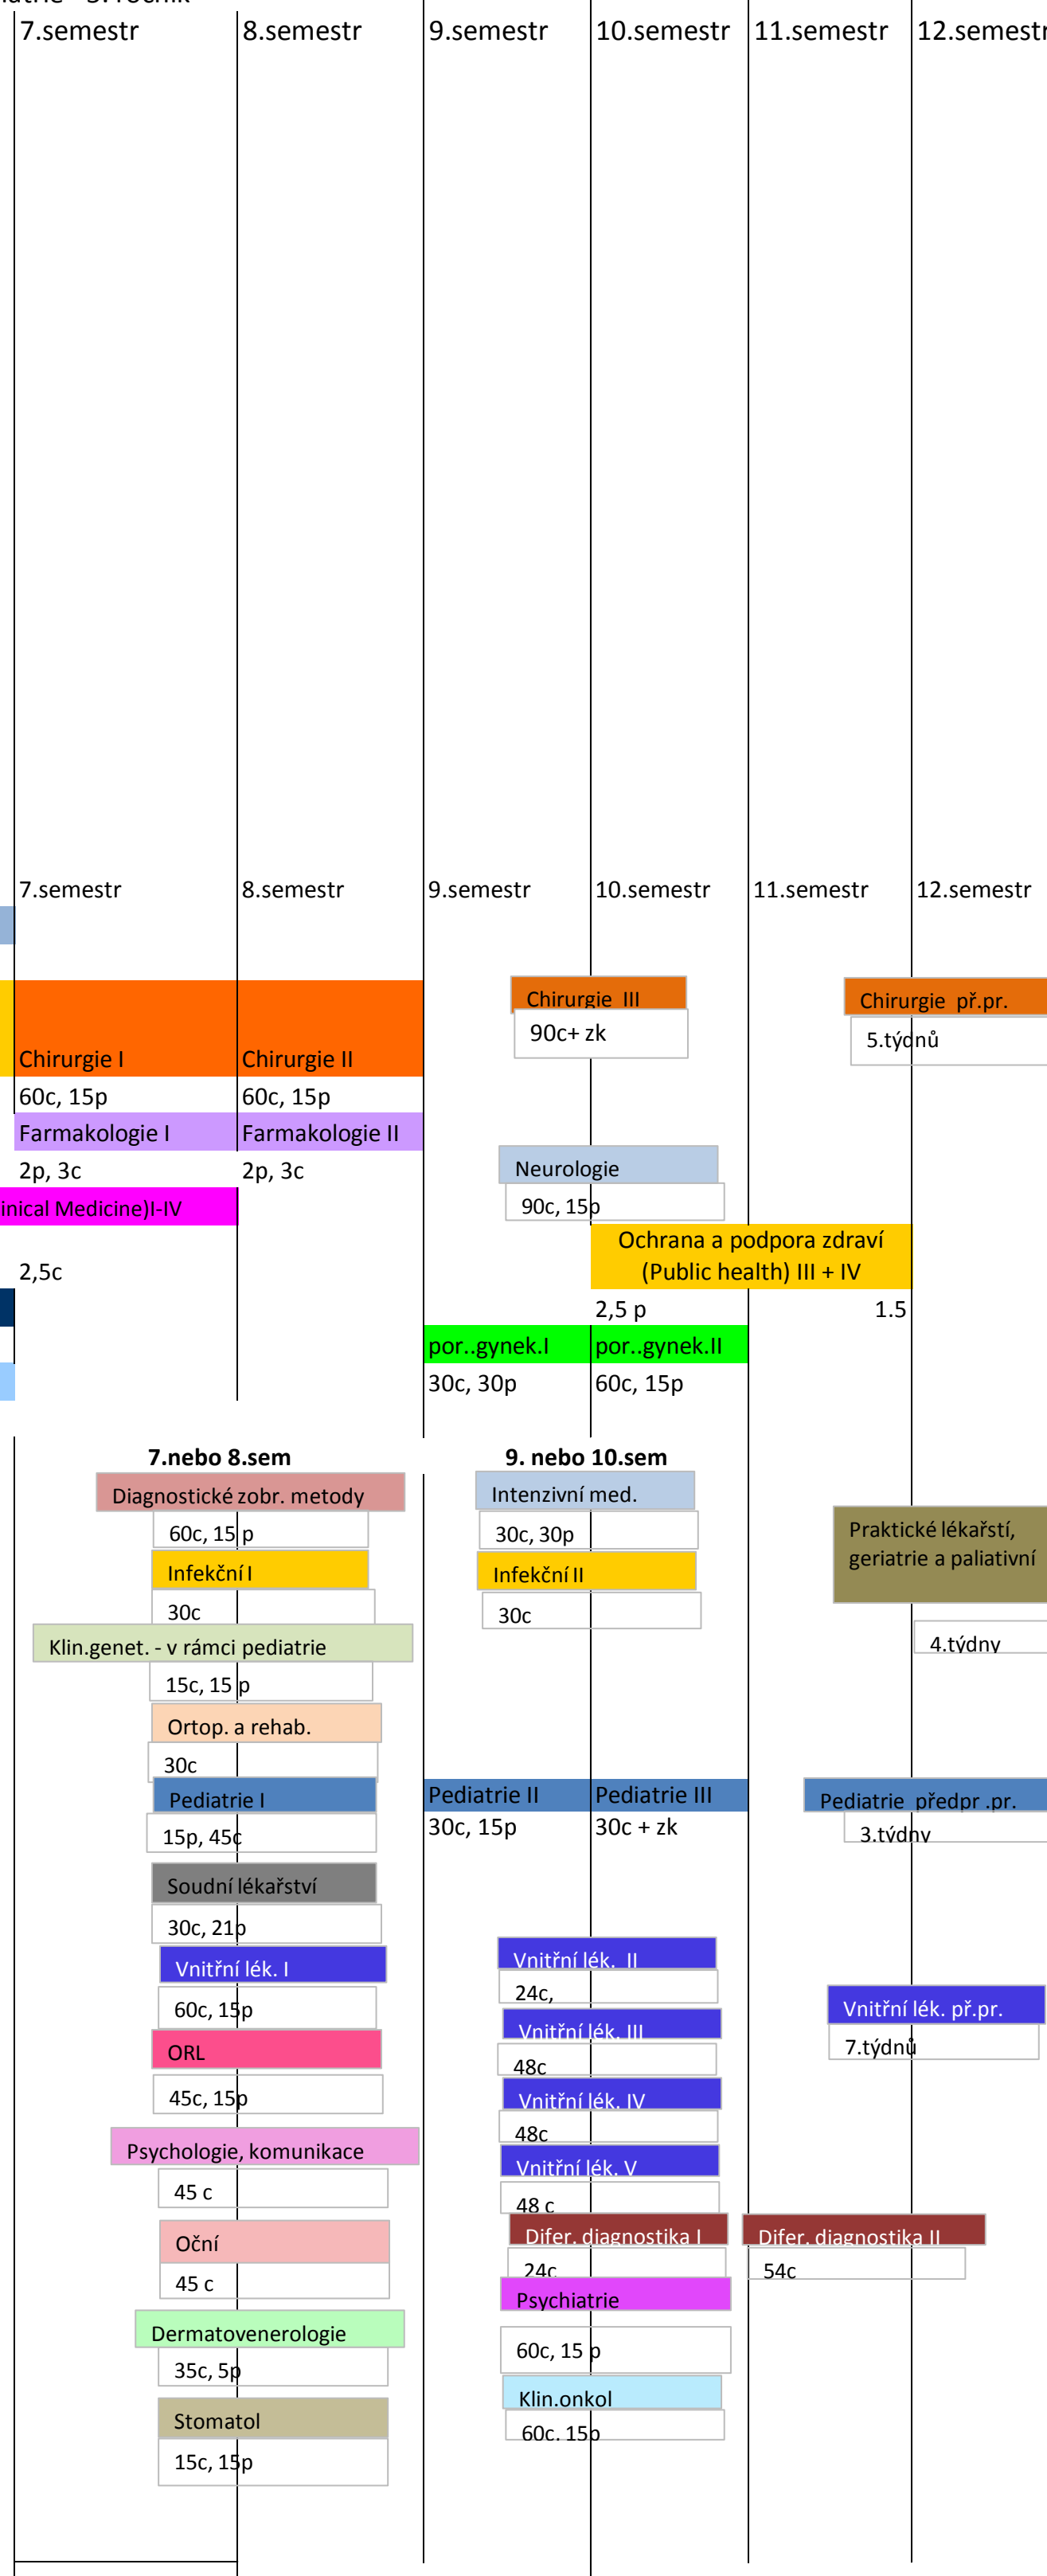 7.semestr 8.semestr 9.semestr 10.semestr 11.semestr 12.semestr
7.semestr 8.semestr 9.semestr 10.semestr 11.semestr 12.semestr
Chirurgie III Chirurgie př.pr.
90c+ zk 5.týdnů
Chirurgie I Chirurgie II
60c, 15p 60c, 15p
Farmakologie I Farmakologie II
2p, 3c 2p, 3c Neurologie
inical Medicine)I-IV 90c, 15p
Ochrana a podpora zdraví
2,5c (Public health) III + IV
2,5 p 1.5
por..gynek.I por..gynek.II
30c, 30p 60c, 15p
7.nebo 8.sem 9. nebo 10.sem
Diagnostické zobr. metody Intenzivní med.
60c, 15 p 30c, 30p
Praktické lékařství,
geriatrie a paliativní
Infekční I Infekční II
30c 30c
Klin.genet. - v rámci pediatrie 4.týdny
15c, 15 p
Ortop. a rehab.
30c
Pediatrie I Pediatrie II Pediatrie III Pediatrie předpr .pr.
15p, 45c 30c, 15p 30c + zk 3.týdny
Soudní lékařství
30c, 21p
Vnitřní lék. I Vnitřní lék. II
60c, 15p 24c, Vnitřní lék. př.pr.
ORL Vnitřní lék. III 7.týdnů
48c
45c, 15p Vnitřní lék. IV
48c
Psychologie, komunikace Vnitřní lék. V
45 c 48 c
Oční Difer. diagnostika I Difer. diagnostika II
45 c 24c 54c
Psychiatrie
Dermatovenerologie 60c, 15 p
35c, 5p
Stomatol Klin.onkol
15c, 15p 60c. 15p